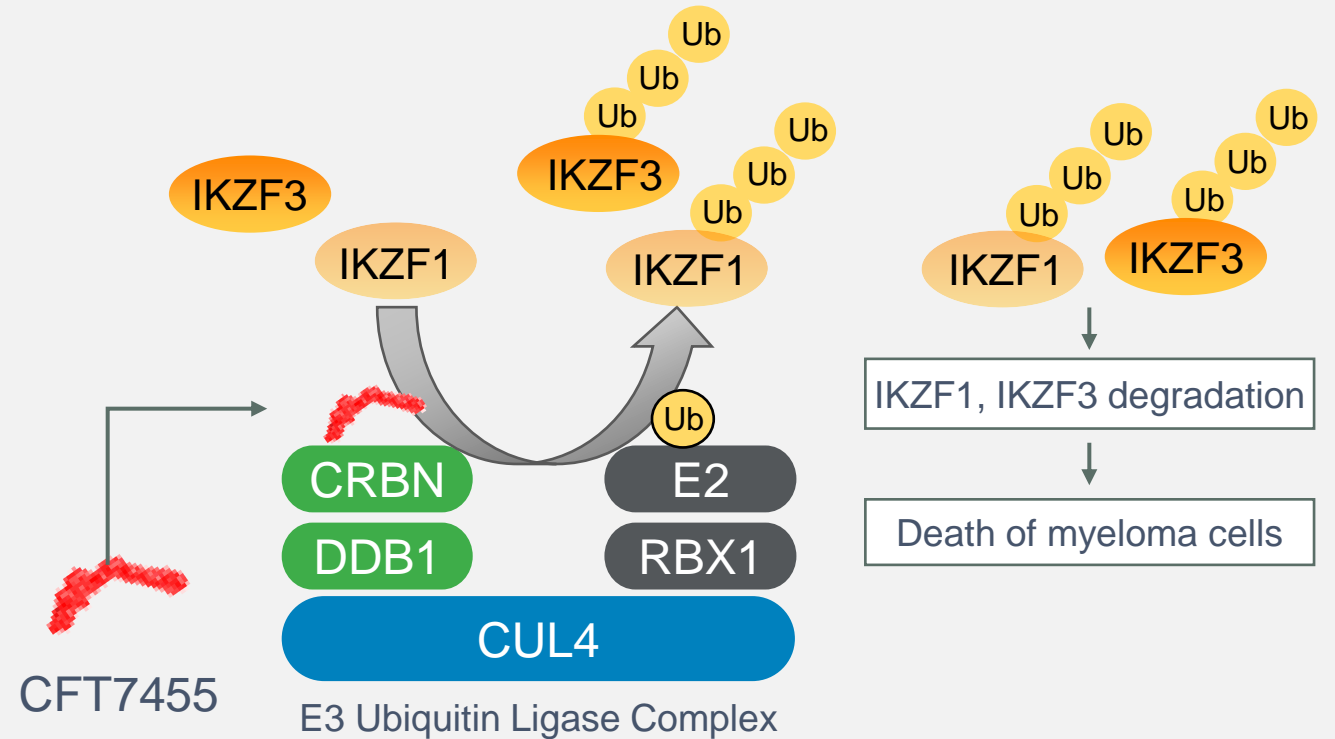 Ub
Ub
Ub
IKZF3
Ub
Ub
Ub
IKZF1
IKZF3
IKZF1
Ub
CRBN
E2
DDB1
RBX1
CUL4
E3 Ubiquitin Ligase Complex
CFT7455
Ub
Ub
Ub
IKZF1
Ub
Ub
Ub
IKZF3
IKZF1, IKZF3 degradation
Death of myeloma cells